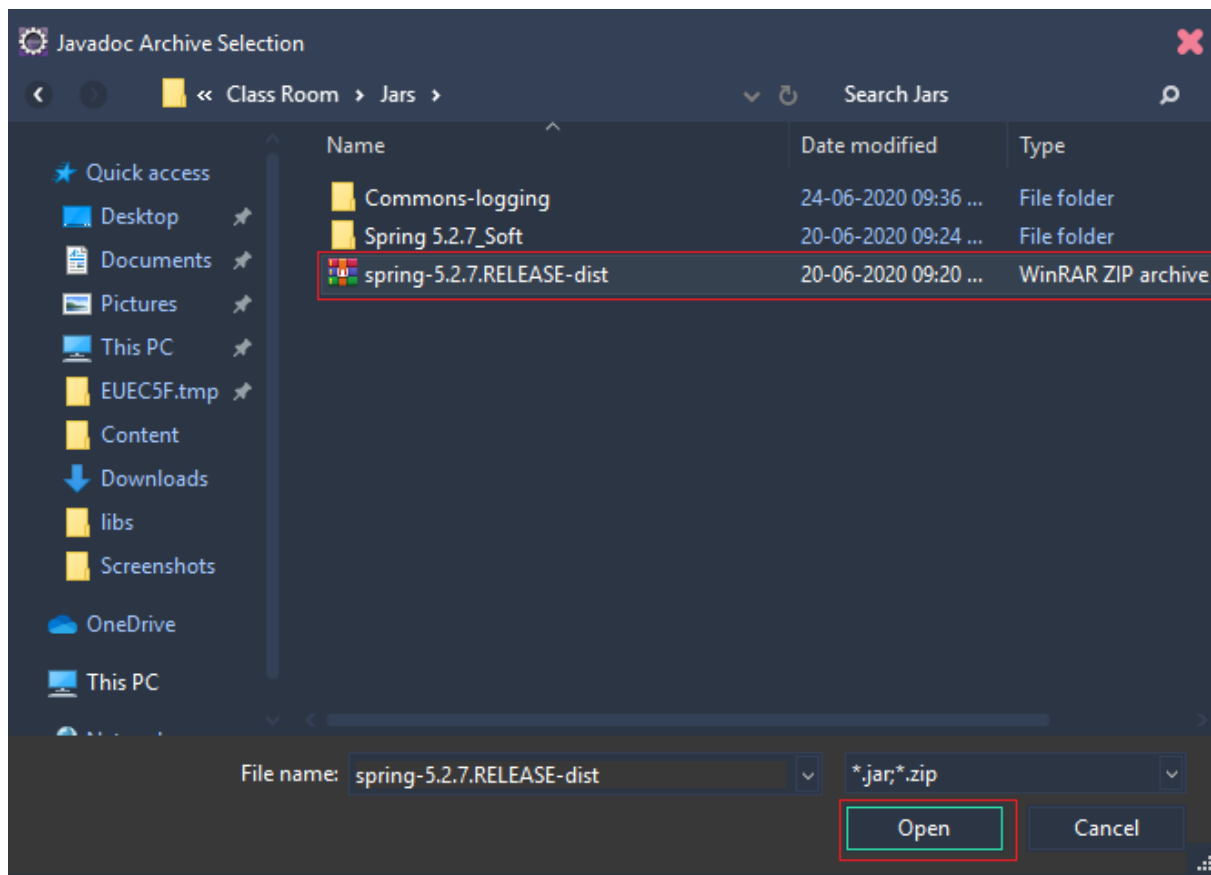 Javadoc Archive Selection
« Class Room › Jars ›
Search Jars
Name Date modified Type
Quick access
Desktop
Documents
Pictures
This PC
EUEC5F.tmp
Content
Downloads
libs
Screenshots
OneDrive
This PC
Commons-logging 24-06-2020 09:36 ... File folder
Spring 5.2.7_Soft 20-06-2020 09:24 ... File folder
spring-5.2.7.RELEASE-dist 20-06-2020 09:20 ... WinRAR ZIP archive
File name: spring-5.2.7.RELEASE-dist *.jar;*.zip
Open Cancel